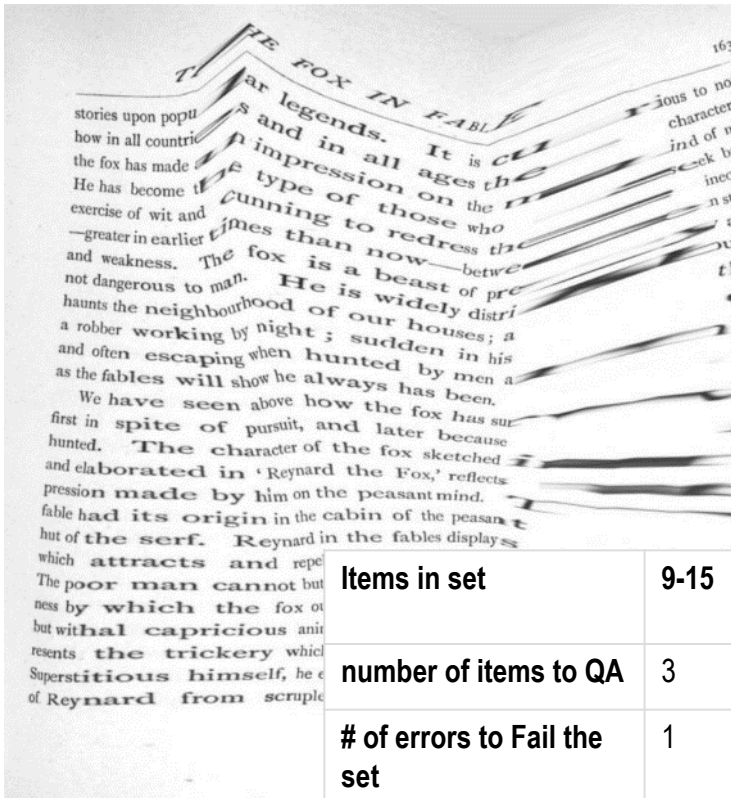 163
THE FOX IN FABLE
stories upon popular legends. It is curious to no
how in all countries and in all ages the character
the fox has made an impression on the mind of m
He has become the type of those who seek b
exercise of wit and cunning to redress the
—greater in earlier times than now—betwe
and weakness. The fox is a beast of pre
not dangerous to man. He is widely distri
haunts the neighbourhood of our houses; a
a robber working by night; sudden in his
and often escaping when hunted by men a
as the fables will show he always has been.
We have seen above how the fox has sur
first in spite of pursuit, and later because
hunted. The character of the fox sketched i
and elaborated in 'Reynard the Fox,' reflects
pression made by him on the peasant mind.
fable had its origin in the cabin of the peasant
hut of the serf. Reynard in the fables displays
which attracts and repe
The poor man cannot but
ness by which the fox ou
but withal capricious anim
resents the trickery which
Superstitious himself, he e
of Reynard from scruple
Items in set 9-15
number of items to QA 3
# of errors to Fail the
set 1